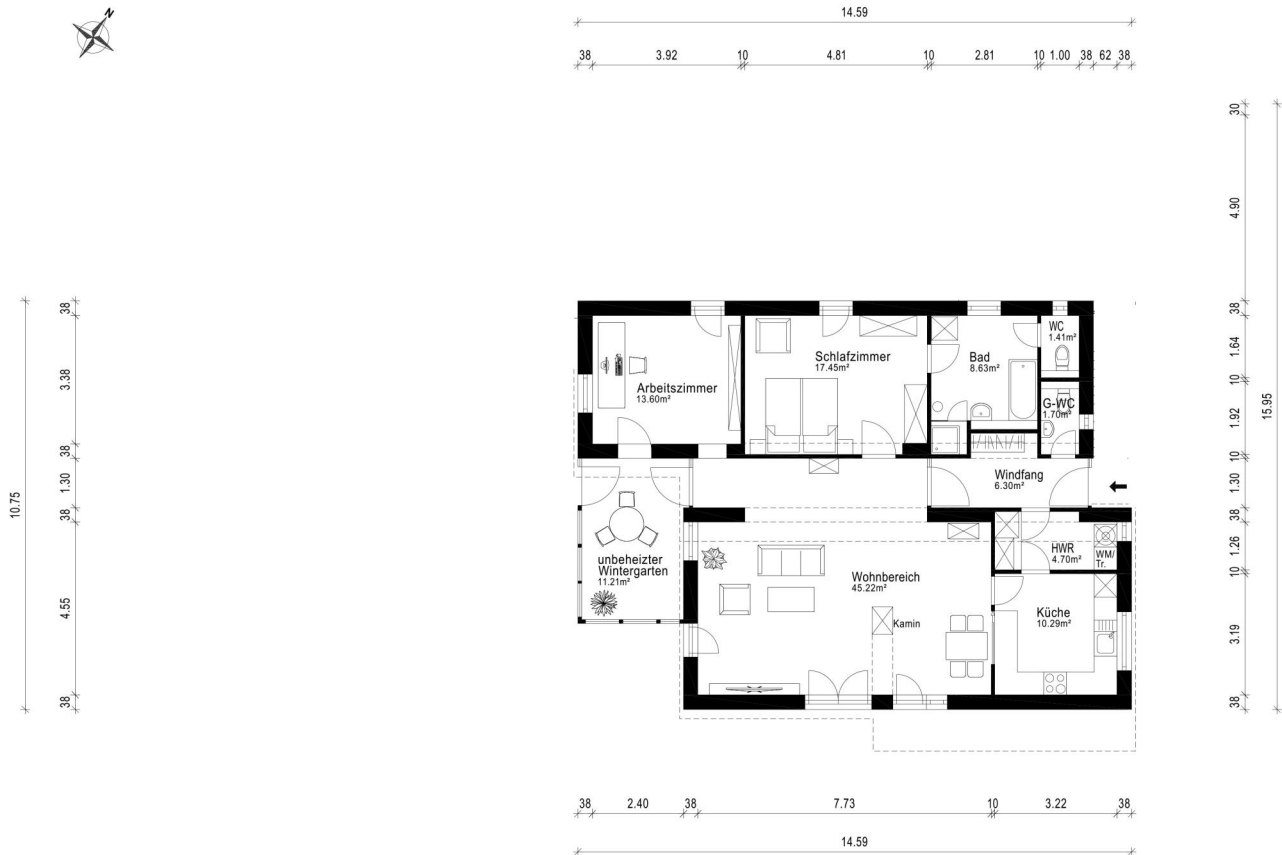 N
14.59
38 3.92 10 4.81 10 2.81 10 1.00 38 62 38
30
4.90
38
1.64
10
1.92
10
1.30
38
1.26
10
3.19
38
15.95
10.75
38
3.38
38
1.30
38
4.55
38
Arbeitszimmer
13.60m²
Schlafzimmer
17.45m²
Bad
8.63m²
WC
1.41m²
G-WC
1.70m²
Windfang
6.30m²
unbeheizter
Wintergarten
11.21m²
Wohnbereich
45.22m²
Kamin
HWR
4.70m²
WM/
Tr.
Küche
10.29m²
38 2.40 38 7.73 10 3.22 38
14.59